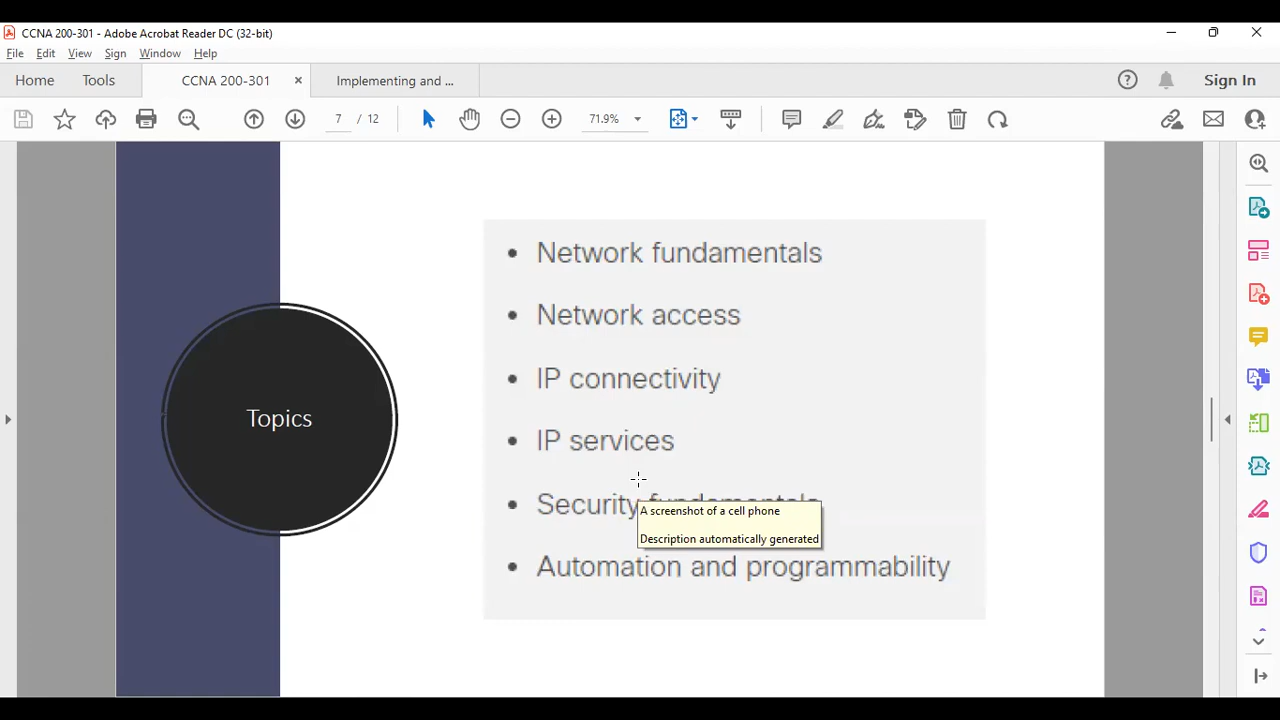 CCNA 200-301 - Adobe Acrobat Reader DC (32-bit)
File Edit View Sign Window Help
Home Tools CCNA 200-301 × Implementing and ... Sign In
7 / 12 71.9%
• Network fundamentals
• Network access
• IP connectivity
Topics
• IP services
• Security fundamentals
A screenshot of a cell phone
Description automatically generated
• Automation and programmability